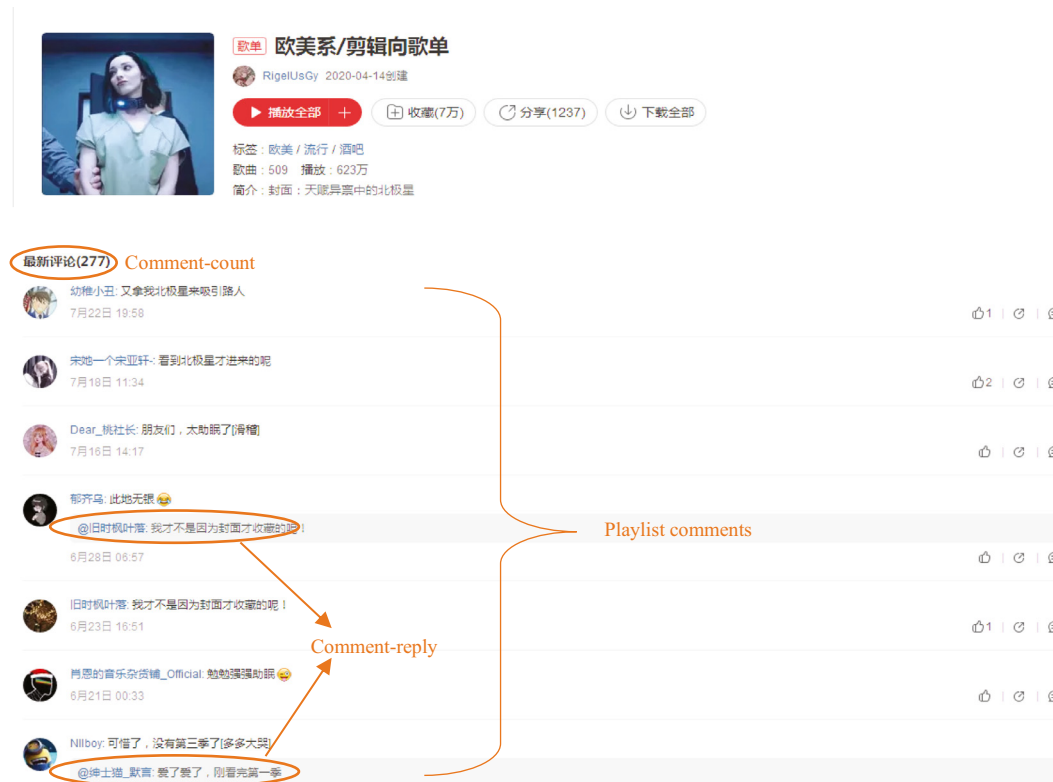 歌单 欧美系/剪辑向歌单
RigelUsGy 2020-04-14创建
播放全部 收藏(7万) 分享(1237) 下载全部
标签 : 欧美 / 流行 / 酒吧
歌曲 : 509 播放 : 623万
简介 : 封面 : 天赋异禀中的北极星
最新评论(277) Comment-count
幼稚小丑: 又拿我北极星来吸引路人
7月22日 19:58 1
宋她一个宋亚轩-: 看到北极星才进来的呢
7月18日 11:34 2
Dear_桃社长: 朋友们，太助眠了[滑稽]
7月16日 14:17
郁齐乌: 此地无银😂
@旧时枫叶落: 我才不是因为封面才收藏的呢！
Playlist comments
6月28日 06:57
旧时枫叶落: 我才不是因为封面才收藏的呢！
6月23日 16:51 1
Comment-reply
肖恩的音乐杂货铺_Official: 勉勉强强助眠😅
6月21日 00:33
Nilboy: 可惜了，没有第三季了[多多大哭]
@绅士猫_默言: 爱了爱了，刚看完第一季